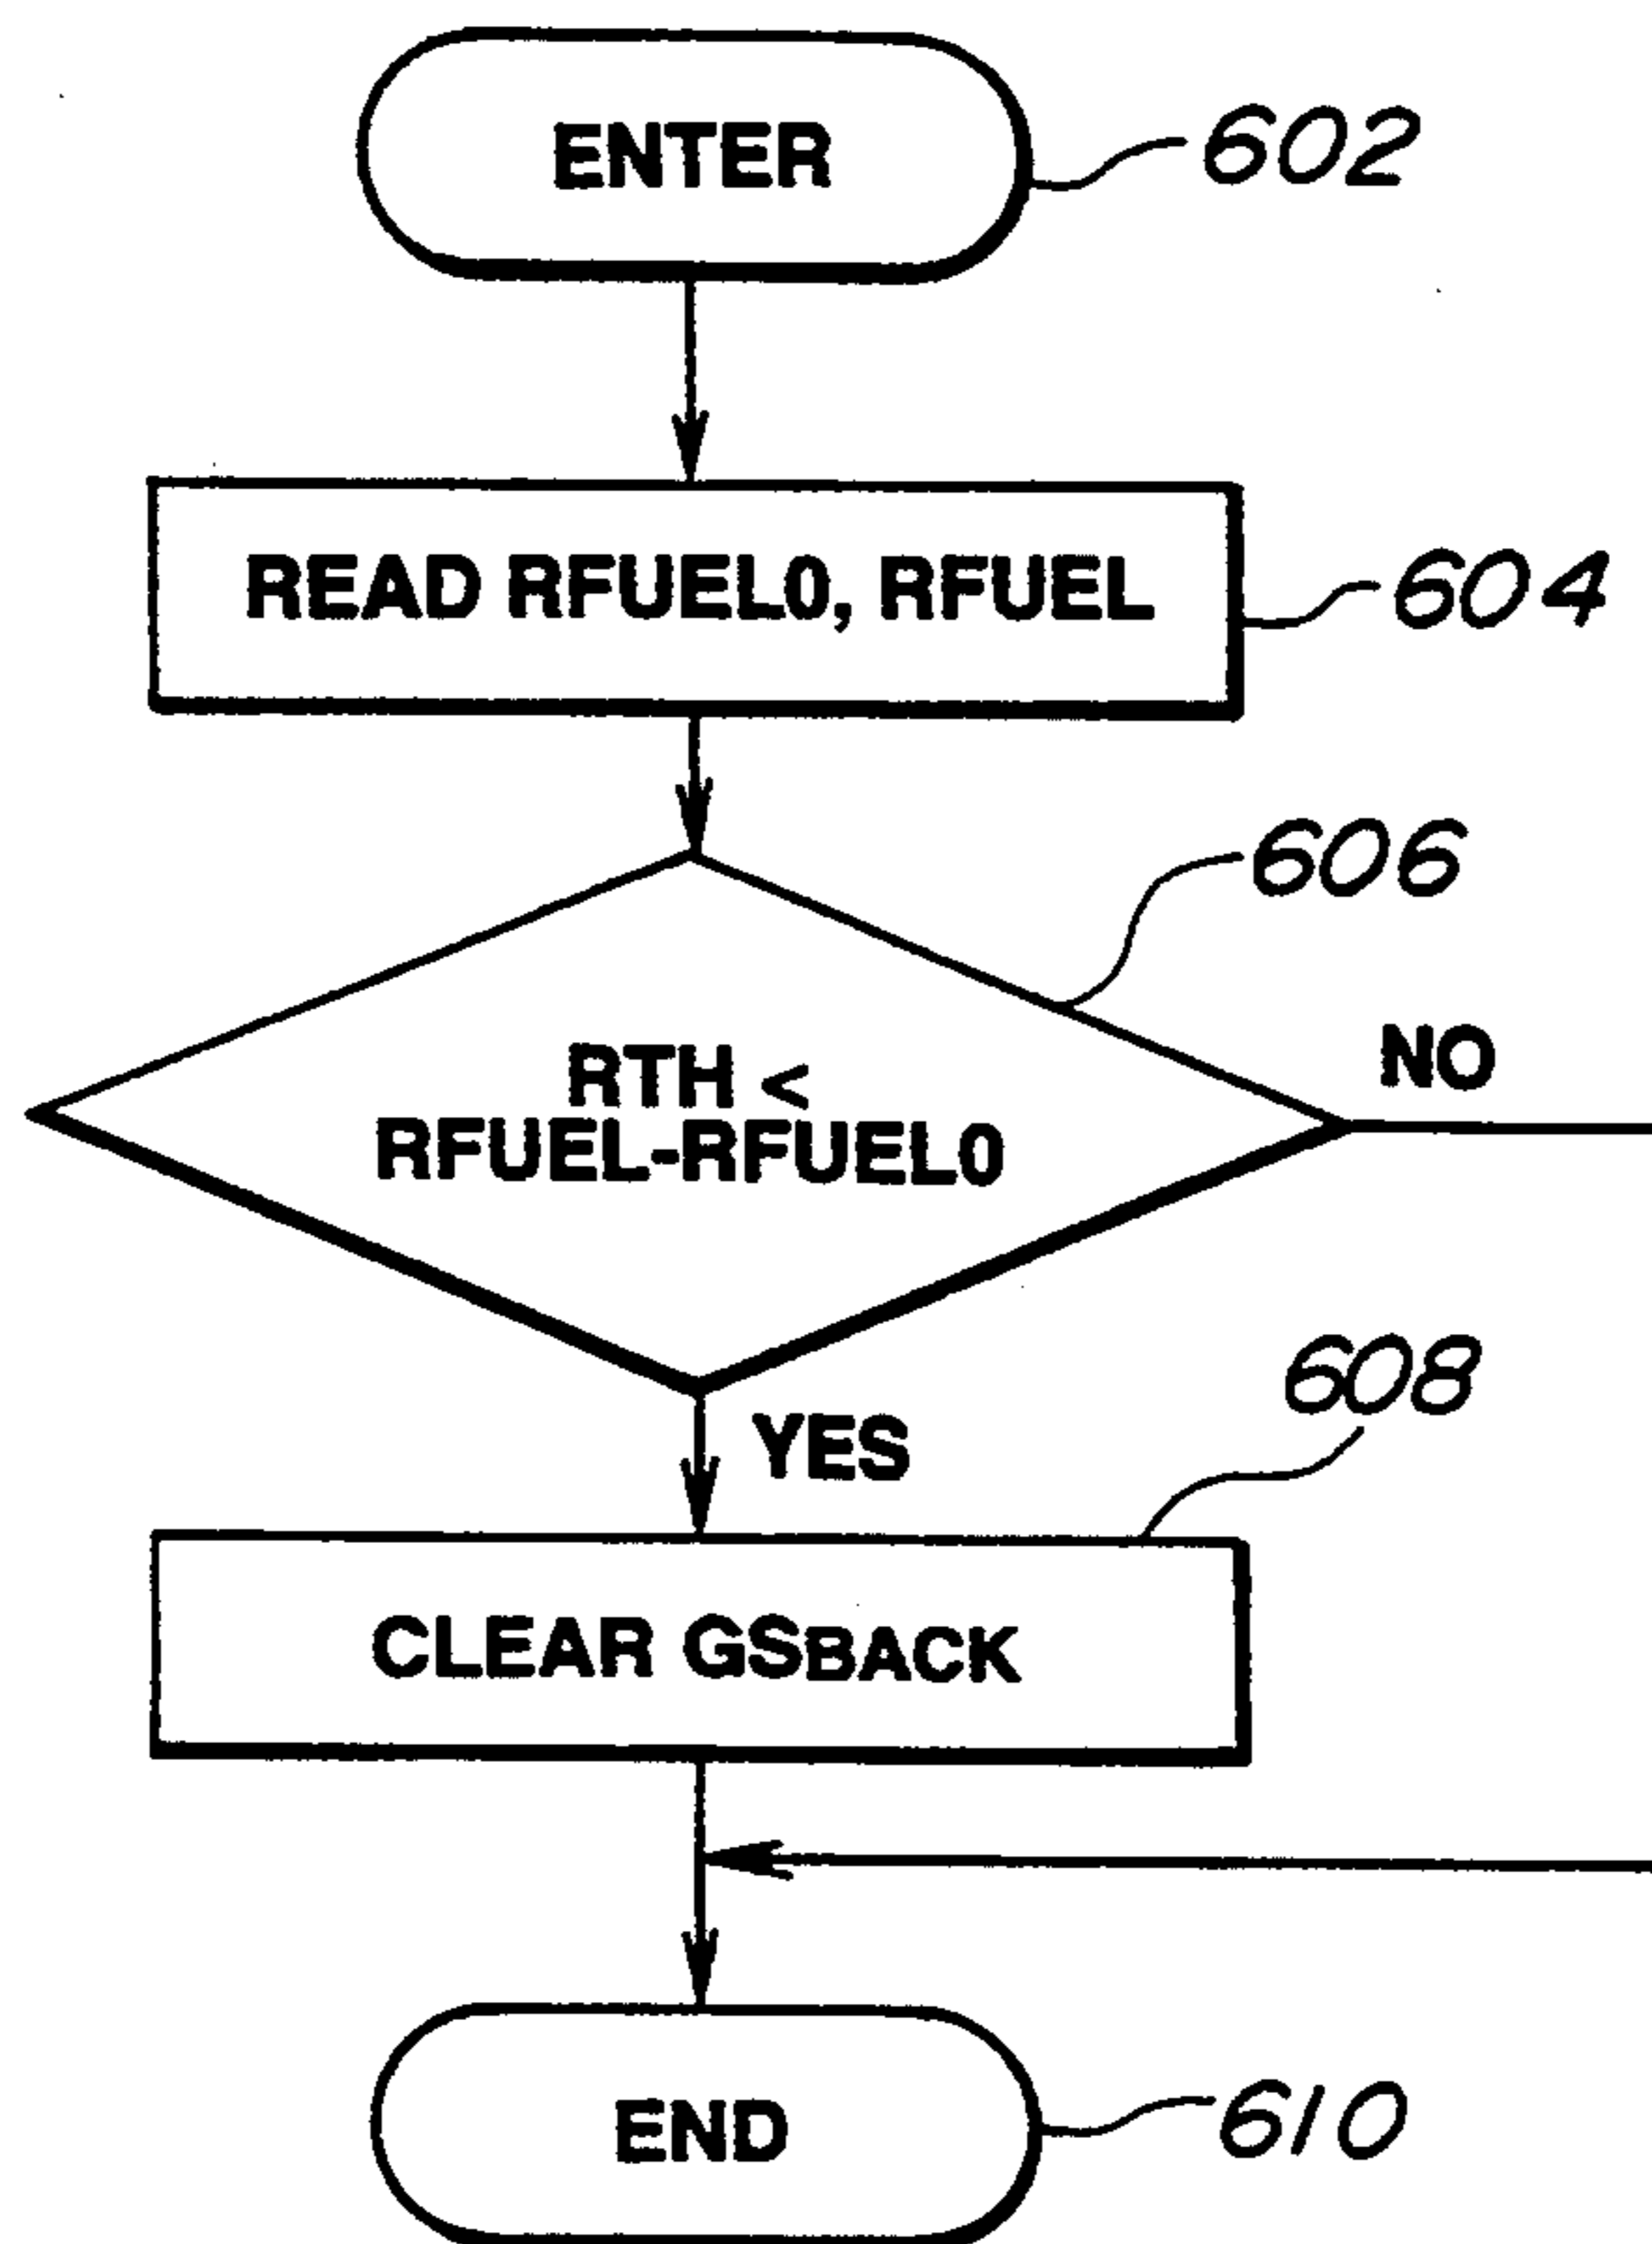 ENTER
602
READ RFUEL0, RFUEL
604
606
RTH <
RFUEL-RFUEL0
NO
YES
608
CLEAR GSBACK
END
610